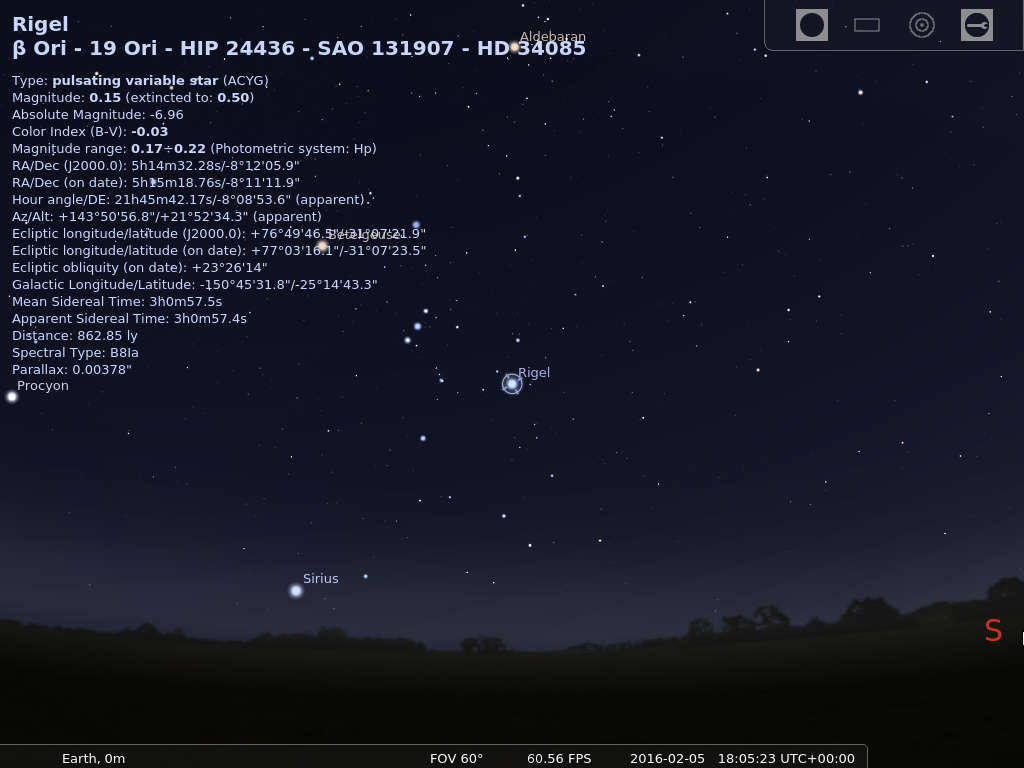 Rigel
β Ori - 19 Ori - HIP 24436 - SAO 131907 - HD 34085
Aldebaran
Type: pulsating variable star (ACYG)
Magnitude: 0.15 (extincted to: 0.50)
Absolute Magnitude: -6.96
Color Index (B-V): -0.03
Magnitude range: 0.17÷0.22 (Photometric system: Hp)
RA/Dec (J2000.0): 5h14m32.28s/-8°12'05.9"
RA/Dec (on date): 5h15m18.76s/-8°11'11.9"
Hour angle/DE: 21h45m42.17s/-8°08'53.6" (apparent)
Az/Alt: +143°50'56.8"/+21°52'34.3" (apparent)
Ecliptic longitude/latitude (J2000.0): +76°49'46.5"/-31°07'21.9"
Betelgeuse
Ecliptic longitude/latitude (on date): +77°03'16.1"/-31°07'23.5"
Ecliptic obliquity (on date): +23°26'14"
Galactic Longitude/Latitude: -150°45'31.8"/-25°14'43.3"
Mean Sidereal Time: 3h0m57.5s
Apparent Sidereal Time: 3h0m57.4s
Distance: 862.85 ly
Spectral Type: B8Ia
Parallax: 0.00378"
Rigel
Procyon
Sirius
S
Earth, 0m FOV 60° 60.56 FPS 2016-02-05 18:05:23 UTC+00:00